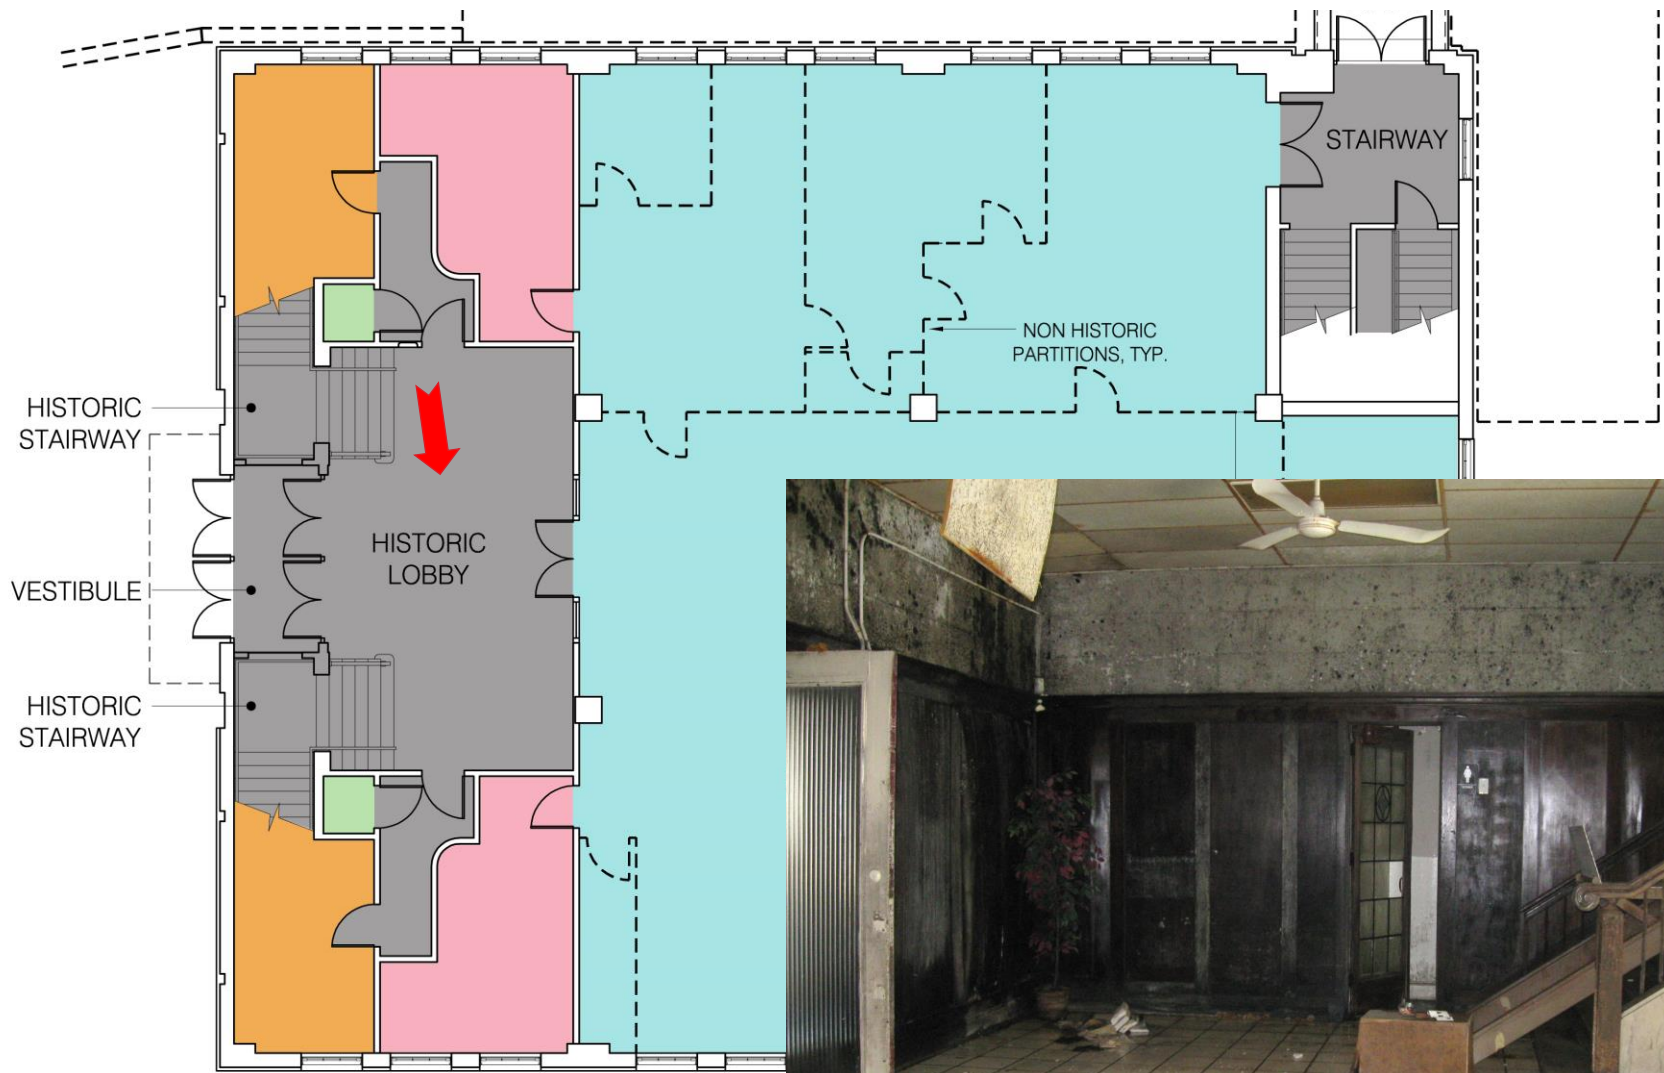 STAIRWAY
NON HISTORIC
PARTITIONS, TYP.
HISTORIC
STAIRWAY
HISTORIC
LOBBY
VESTIBULE
HISTORIC
STAIRWAY